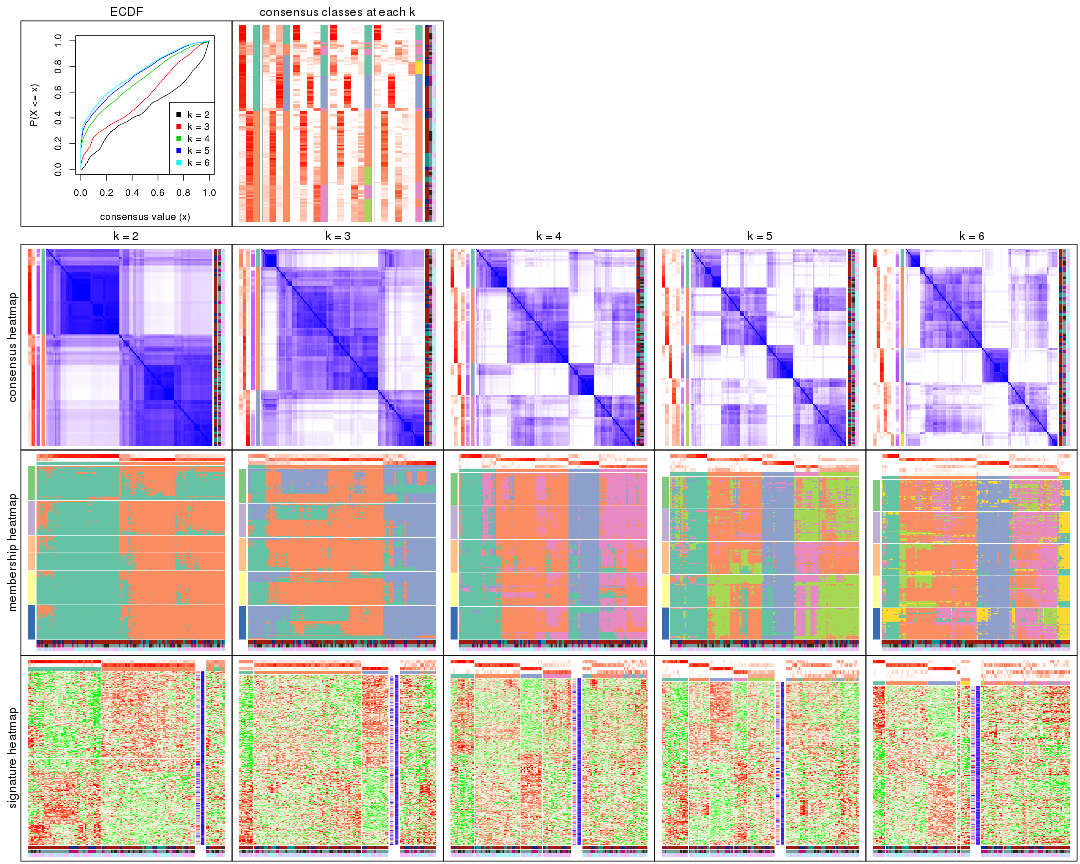 ECDF
consensus classes at each k
P(X <= x)
0.0 0.2 0.4 0.6 0.8 1.0
k = 2
k = 3
k = 4
k = 5
k = 6
0.0 0.2 0.4 0.6 0.8 1.0
consensus value (x)
k = 2
k = 3
k = 4
k = 5
k = 6
consensus heatmap
membership heatmap
signature heatmap